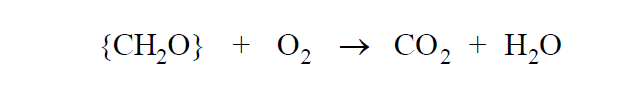 {CH₂O} + O₂ → CO₂ + H₂O